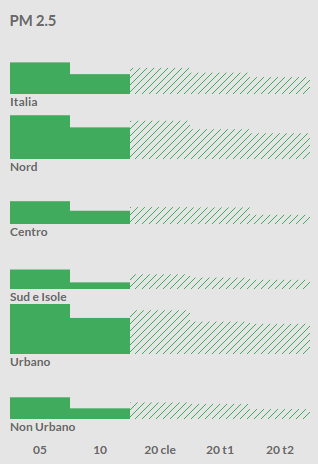 PM 2.5
Italia
Nord
Centro
Sud e Isole
Urbano
Non Urbano
05 10 20 cle 20 t1 20 t2